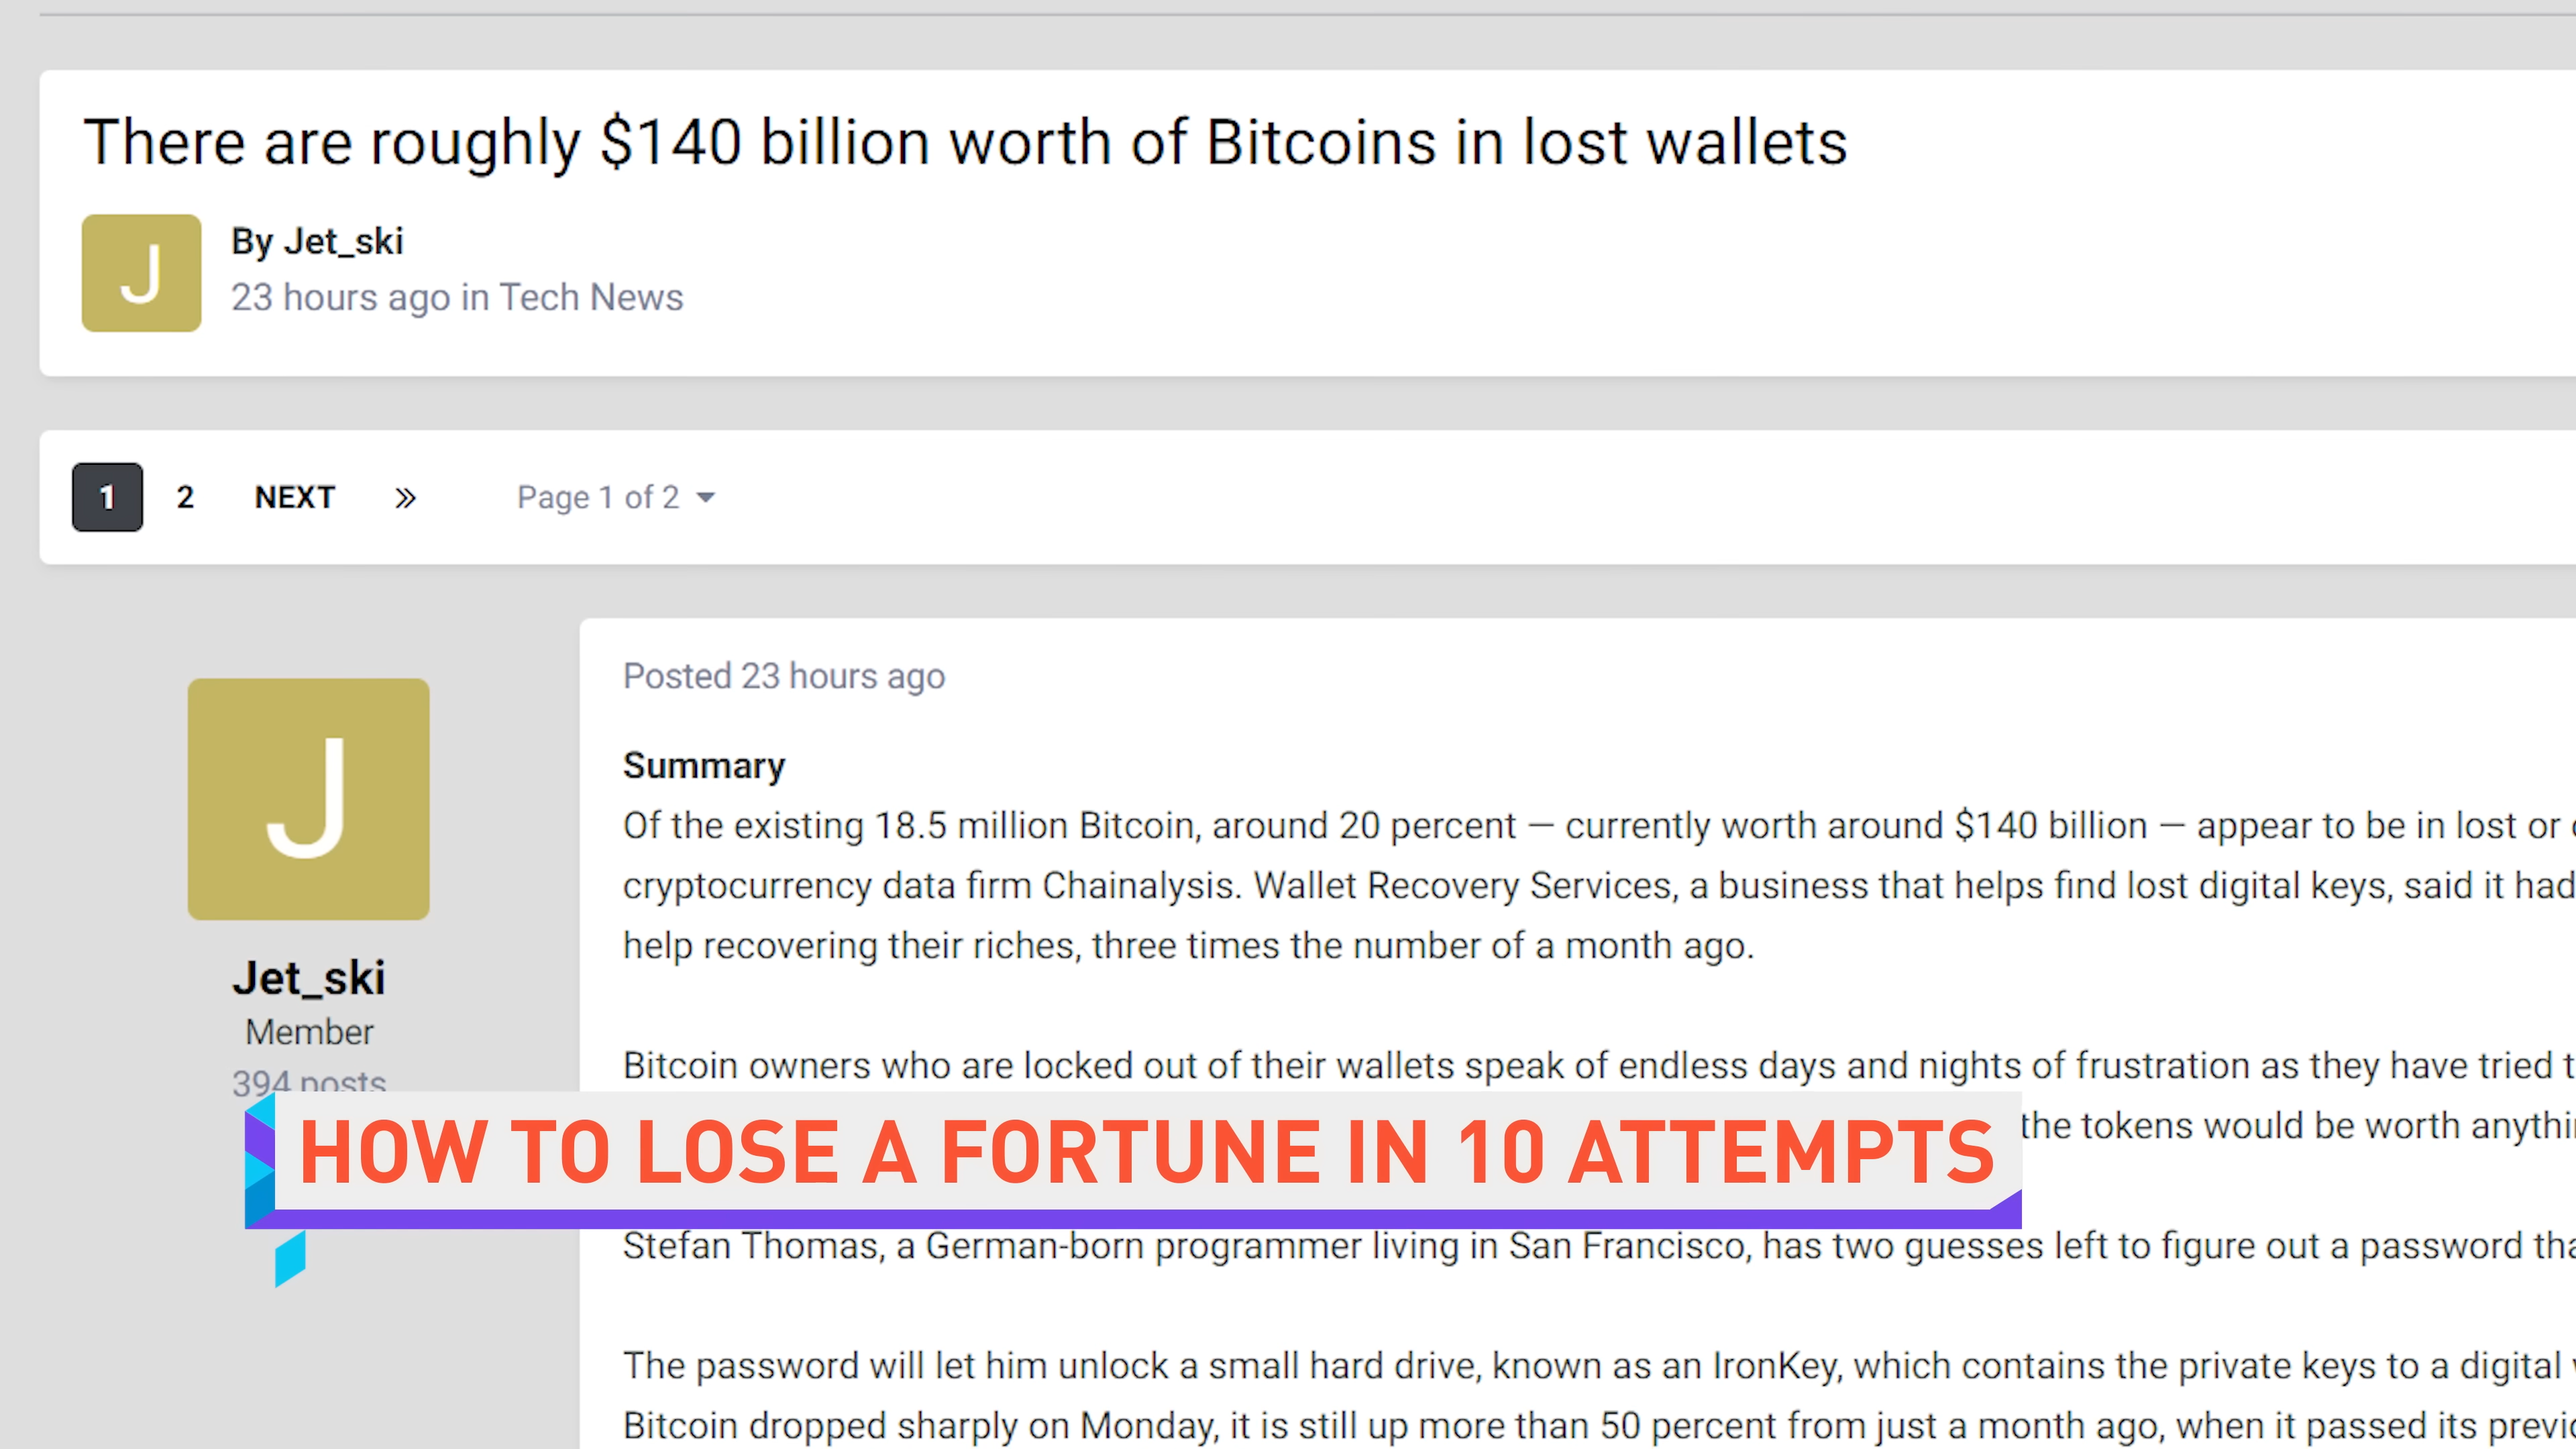 There are roughly $140 billion worth of Bitcoins in lost wallets
J
By Jet_ski
23 hours ago in Tech News
1 2 NEXT » Page 1 of 2
Posted 23 hours ago
J
Jet_ski
Member
394 posts
Summary
Of the existing 18.5 million Bitcoin, around 20 percent — currently worth around $140 billion — appear to be in lost or
cryptocurrency data firm Chainalysis. Wallet Recovery Services, a business that helps find lost digital keys, said it had
help recovering their riches, three times the number of a month ago.
Bitcoin owners who are locked out of their wallets speak of endless days and nights of frustration as they have tried
the tokens would be worth
HOW TO LOSE A FORTUNE IN 10 ATTEMPTS
Stefan Thomas, a German-born programmer living in San Francisco, has two guesses left to figure out a password
The password will let him unlock a small hard drive, known as an IronKey, which contains the private keys to a digital
Bitcoin dropped sharply on Monday, it is still up more than 50 percent from just a month ago, when it passed its